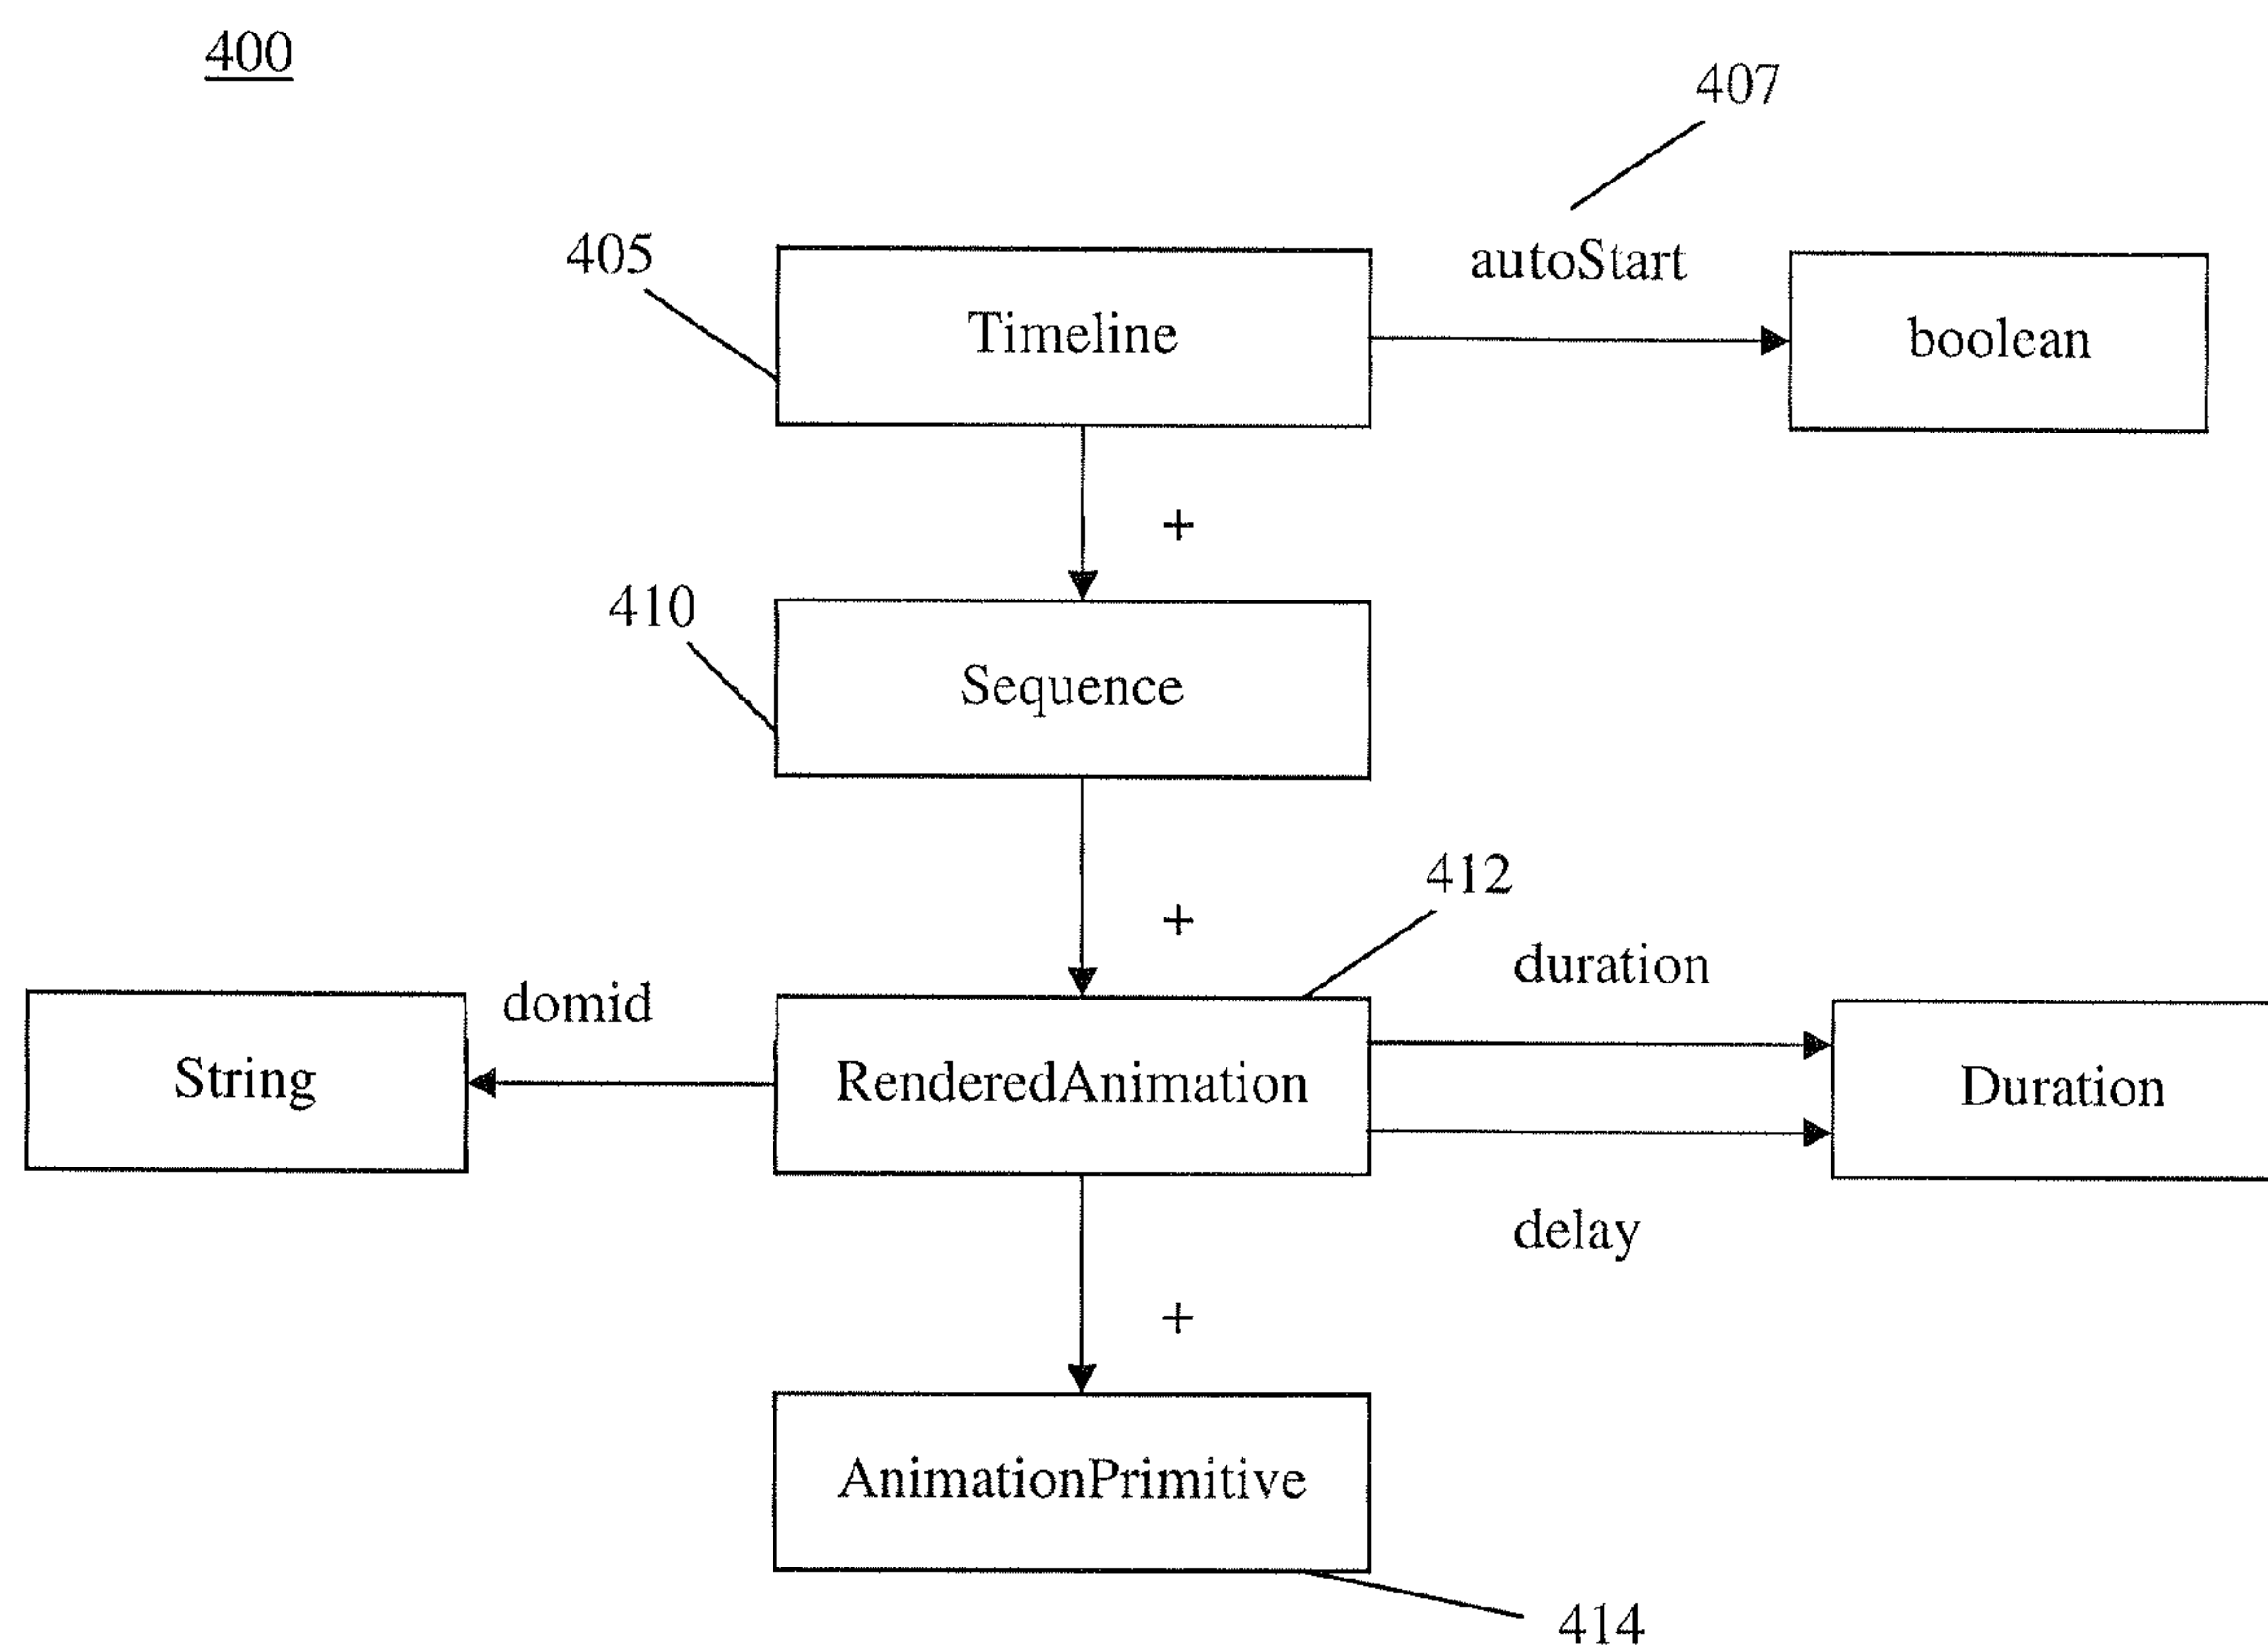 400
407
405
autoStart
Timeline
boolean
+
410
Sequence
412
+
duration
domid
String
RenderedAnimation
Duration
delay
+
AnimationPrimitive
414